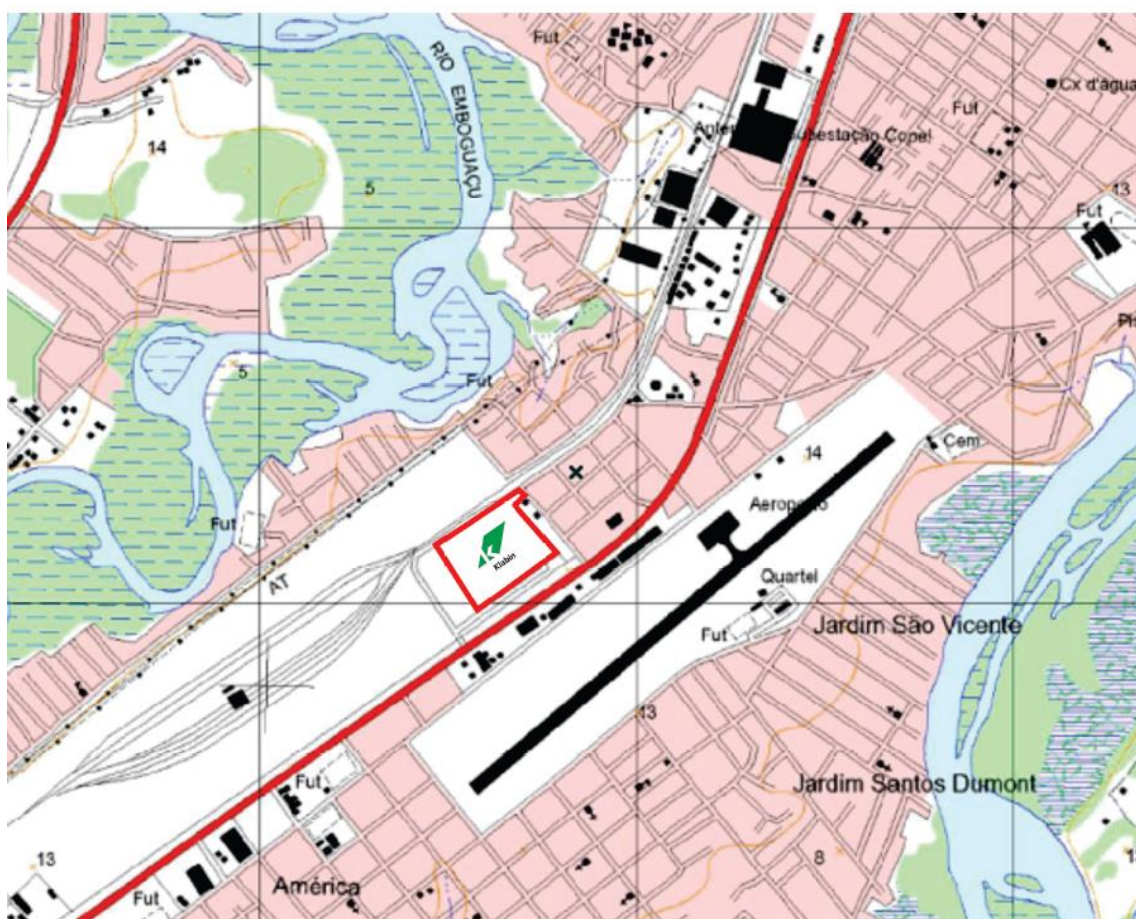 Fut
RIO
EMBOGUAÇU
Cx d'água
Fut
Subestação Copel
14
5
13
Fut
5
Fut
14
Cem
Aeroporto
Fut
Klabin
AT
Quartel
Fut
Jardim São Vicente
13
Fut
Jardim Santos Dumont
13
América
Fut
8